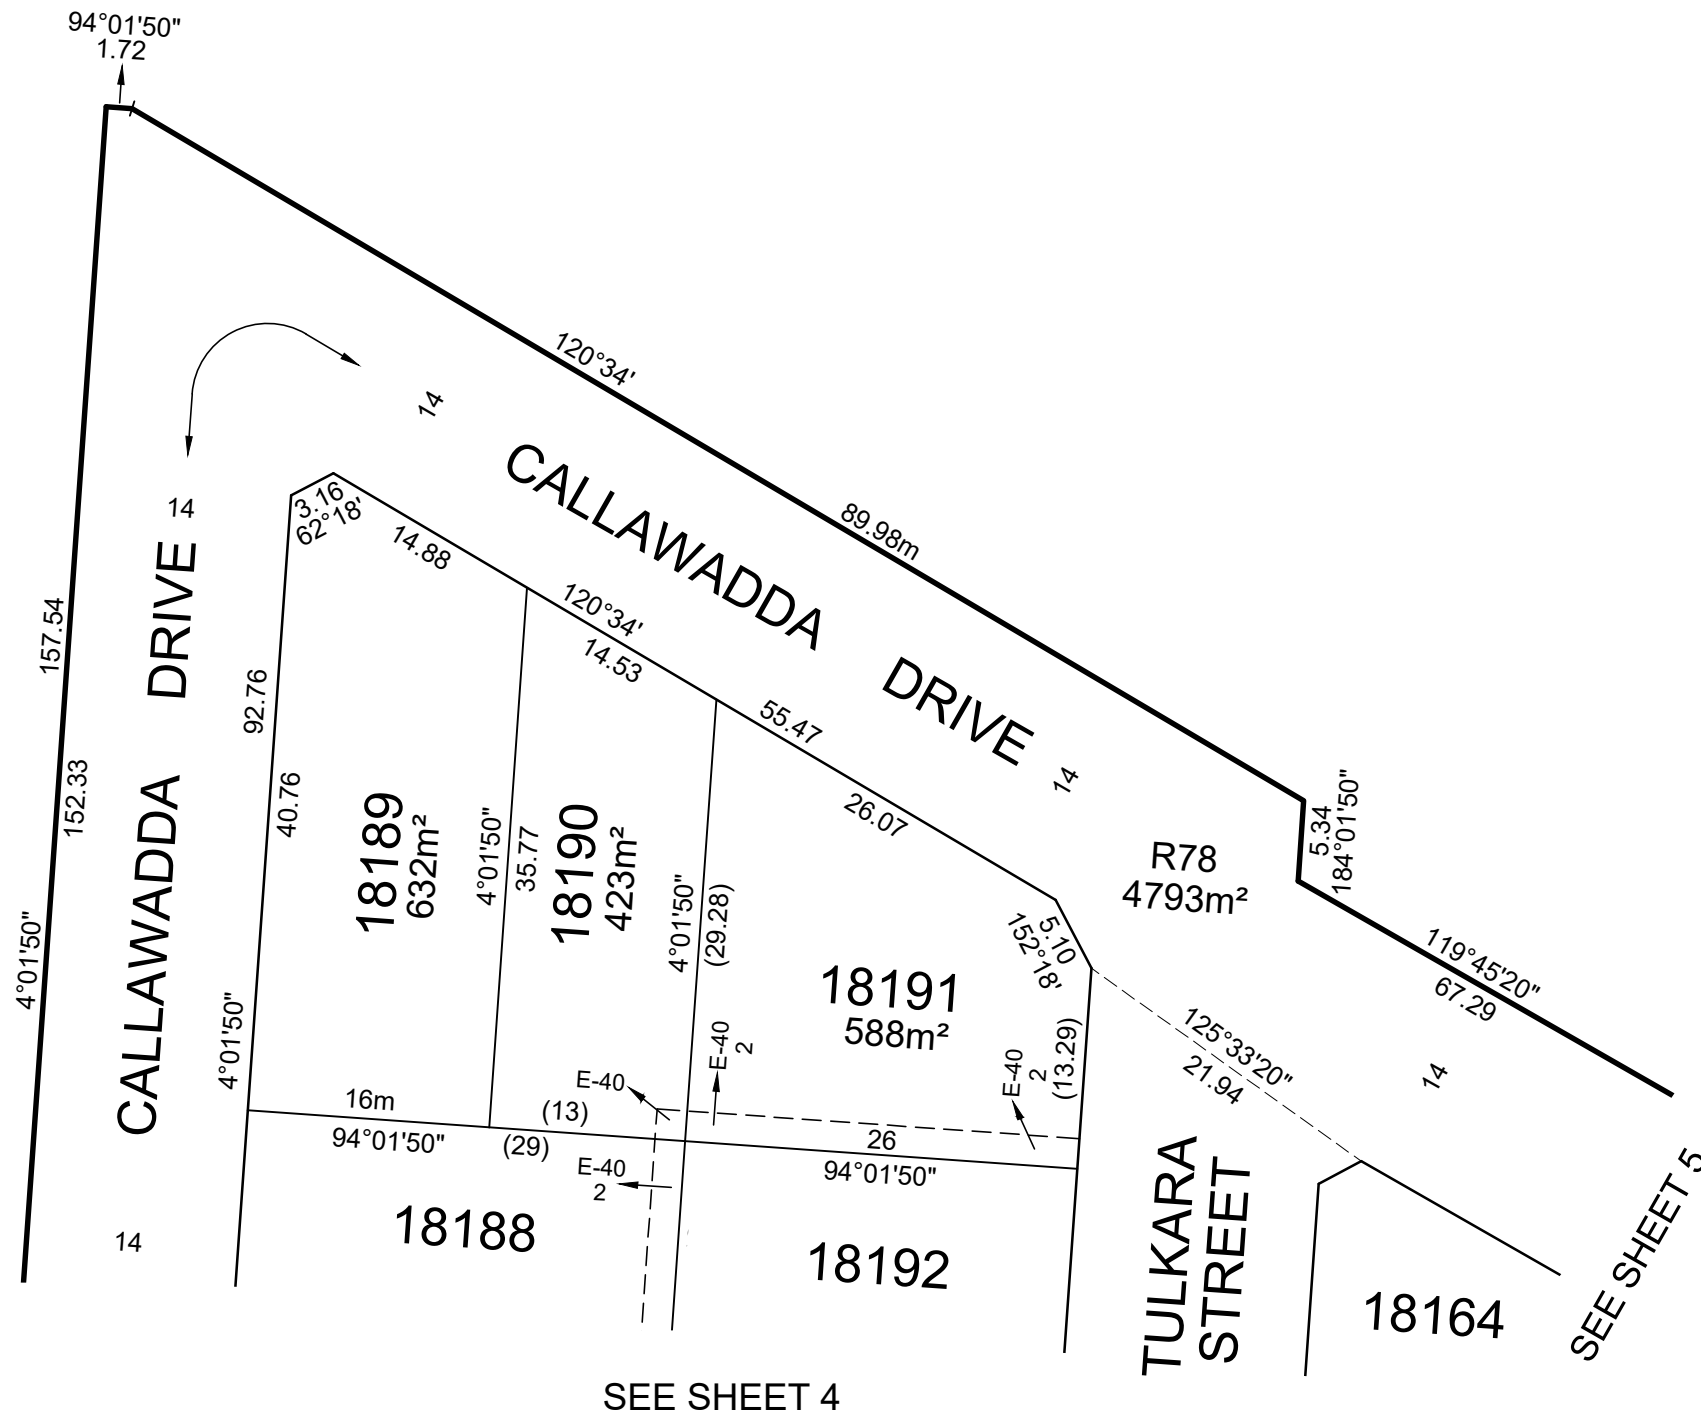 94°01'50"
1.72
120°34'
14
CALLAWADDA DRIVE
89.98m
14
3.16
62°18'
14.88
120°34'
14.53
55.47
26.07
14
157.54
152.33
4°01'50"
CALLAWADDA DRIVE
14
92.76
40.76
4°01'50"
18189
632m²
4°01'50"
35.77
18190
423m²
4°01'50"
(29.28)
18191
588m²
5.10
152°18'
R78
4793m²
5.34
184°01'50"
119°45'20"
67.29
125°33'20"
21.94
14
E-40
2
E-40
2
(13.29)
E-40
16m
(13)
94°01'50"
(29)
26
94°01'50"
E-40
2
18188
18192
TULKARA
STREET
18164
SEE SHEET 5
SEE SHEET 4